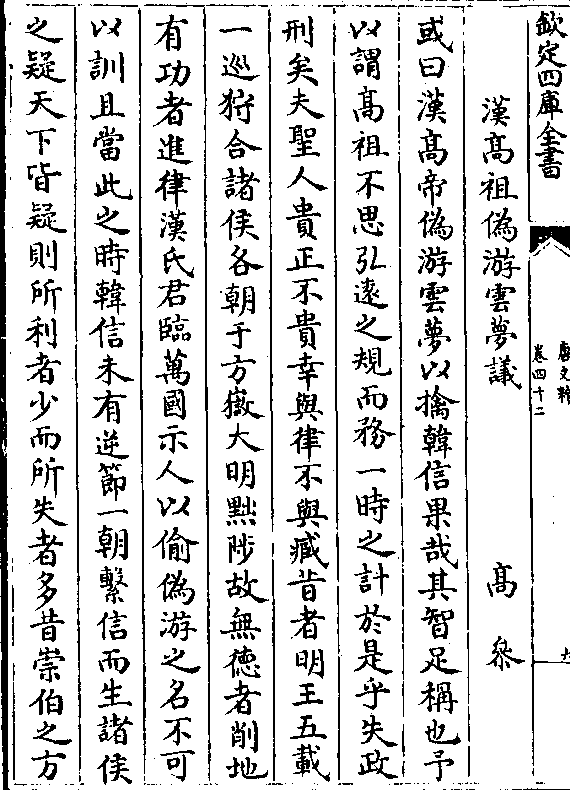 欽定四庫全書
唐文粹
卷四十二
漢髙祖偽游雲夢議
髙叅
或曰漢髙帝偽游雲夢以擒韓信果哉其智足稱也予
以謂髙祖不思弘逺之規而務一時之計於是乎失政
刑矣夫聖人貴正不貴幸與律不與臧昔者明王五載
一巡狩合諸侯各朝于方嶽大明黜陟故無德者削地
有功者進律漢氏君臨萬國示人以偷偽游之名不可
以訓且當此之時韓信未有逆節一朝繫信而生諸侯
之疑天下皆疑則所利者少而所失者多昔崇伯之方